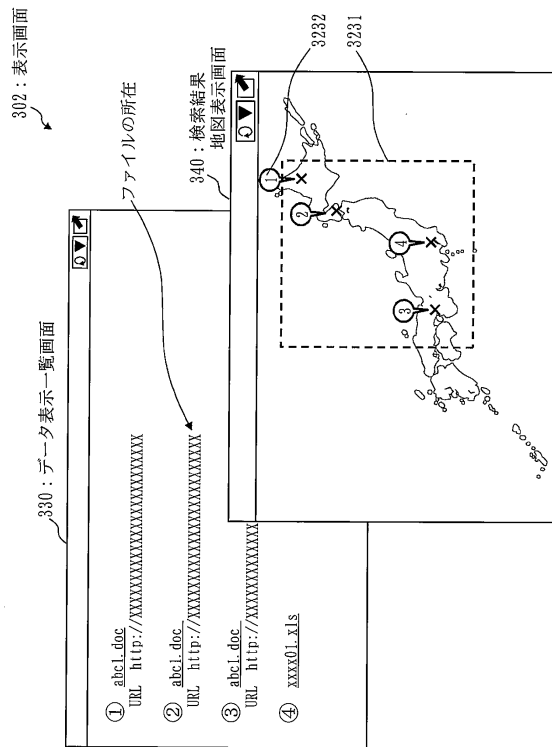 302：表示画面
330：データ表示一覧画面
① abc1.doc
URL http://XXXXXXXXXXXXXXXXXXXXXXXXX
② abc1.doc
URL http://XXXXXXXXXXXXXXXXXXXXXXXXX
③ abc1.doc
URL http://XXXXXXXXXXXX
④ xxxx01.xls
ファイルの所在
340：検索結果
地図表示画面
①
②
③
④
3232
3231